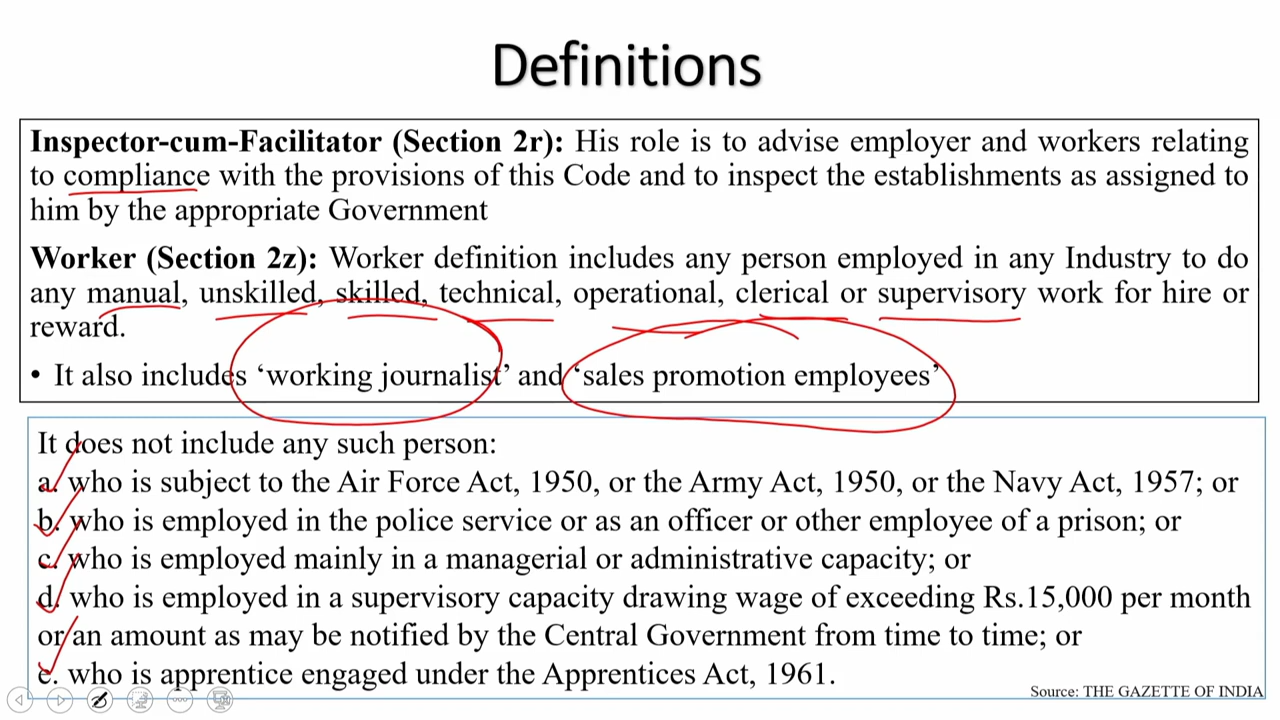 Definitions
Inspector-cum-Facilitator (Section 2r): His role is to advise employer and workers relating
to compliance with the provisions of this Code and to inspect the establishments as assigned to
him by the appropriate Government
Worker (Section 2z): Worker definition includes any person employed in any Industry to do
any manual, unskilled, skilled, technical, operational, clerical or supervisory work for hire or
reward.
• It also includes ‘working journalist’ and ‘sales promotion employees’
It does not include any such person:
a. who is subject to the Air Force Act, 1950, or the Army Act, 1950, or the Navy Act, 1957; or
b. who is employed in the police service or as an officer or other employee of a prison; or
c. who is employed mainly in a managerial or administrative capacity; or
d. who is employed in a supervisory capacity drawing wage of exceeding Rs.15,000 per month
or an amount as may be notified by the Central Government from time to time; or
e. who is apprentice engaged under the Apprentices Act, 1961.
Source: THE GAZETTE OF INDIA